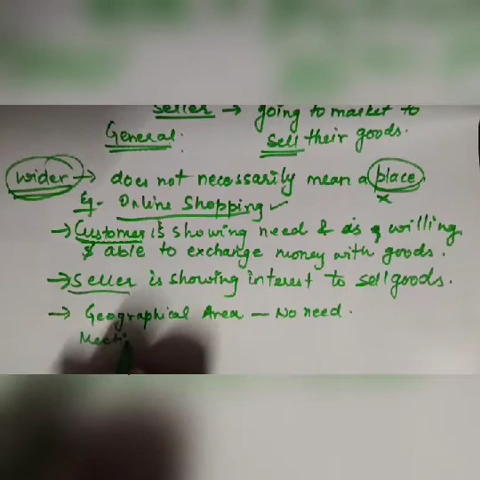 Seller → going to market to
General: Sell their goods.
Wider → does not necessarily mean a place.
Eg- Online Shopping ✓ x
→ Customer is showing need & is willing
& able to exchange money with goods.
→ Seller is showing interest to sell goods.
→ Geographical Area — No need.
Meeti